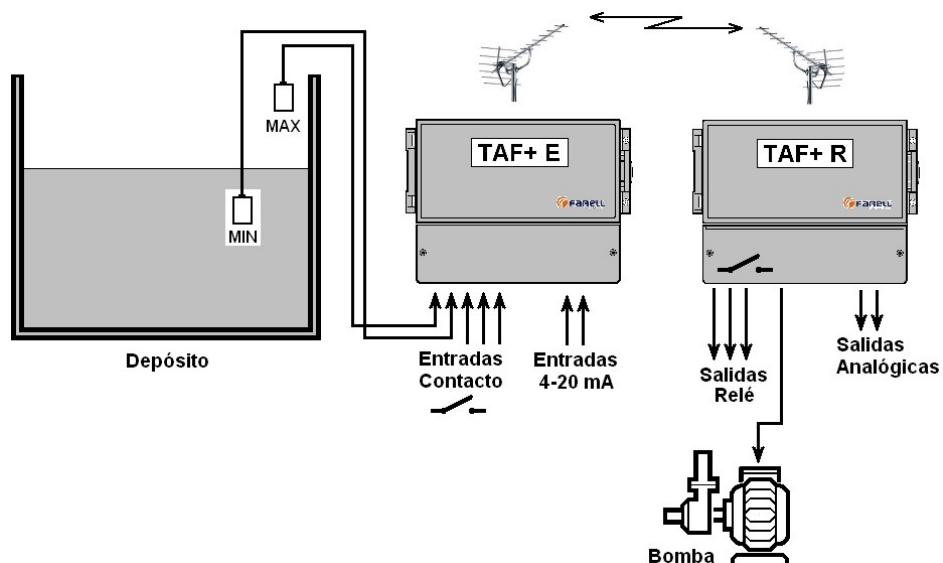 MAX
MIN
Depósito
TAF+ E
FARELL
Entradas
Contacto
Entradas
4-20 mA
TAF+ R
FARELL
Salidas
Relé
Salidas
Analógicas
Bomba